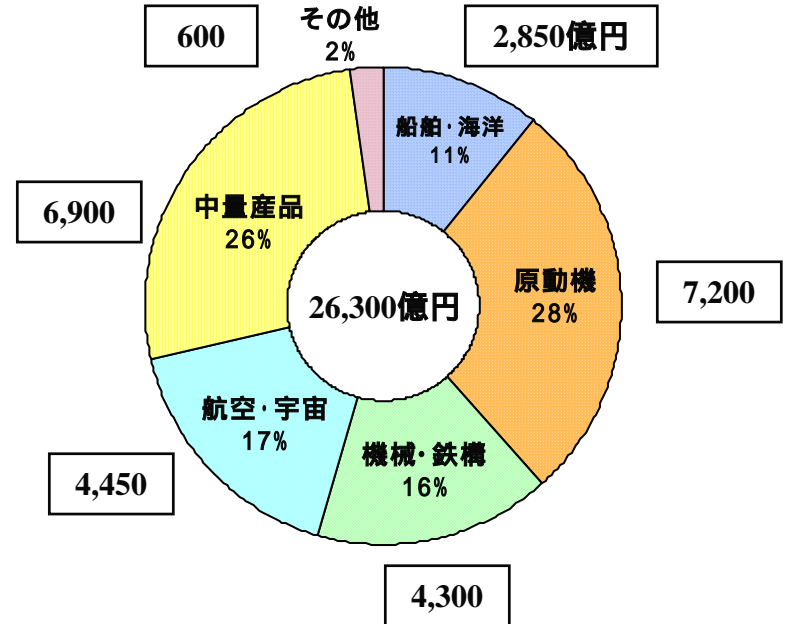 600
その他
2%
2,850億円
船舶･海洋
11%
6,900
中量産品
26%
原動機
28%
7,200
26,300億円
航空･宇宙
17%
機械･鉄構
16%
4,450
4,300